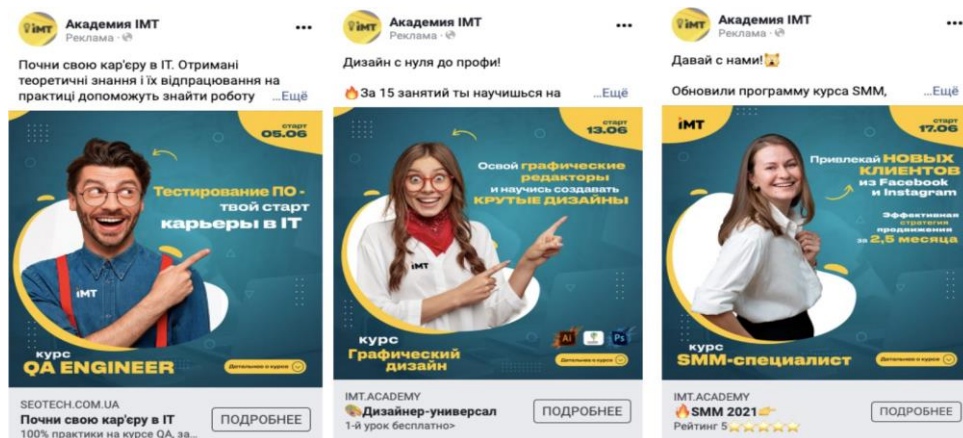 iMT
Академия IMT
Реклама ·
Почни свою кар'єру в IT. Отримані
теоретичні знання і їх відпрацювання на
практиці допоможуть знайти роботу ...Ещё
старт
05.06
Тестирование ПО -
твой старт
карьеры в IT
iMT
курс
QA ENGINEER
Детальнее о курсе
SEOTECH.COM.UA
Почни свою кар'єру в IT
100% практики на курсе QA, за...
ПОДРОБНЕЕ
iMT
Академия IMT
Реклама ·
Дизайн с нуля до профи!
🔥За 15 занятий ты научишься на ...Ещё
старт
13.06
Освой графические
редакторы
и научись создавать
КРУТЫЕ ДИЗАЙНЫ
iMT
Ai
Ps
курс
Графический
дизайн
Детальнее о курсе
IMT.ACADEMY
🎨Дизайнер-универсал
1-й урок бесплатно>
ПОДРОБНЕЕ
iMT
Академия IMT
Реклама ·
Давай с нами!
Обновили программу курса SMM, ...Ещё
iMT
старт
17.06
Привлекай НОВЫХ
КЛИЕНТОВ
из Facebook
и Instagram
Эффективная
стратегия
продвижения
за 2,5 месяца
курс
SMM-специалист
Детальнее о курсе
IMT.ACADEMY
🔥SMM 2021👉
Рейтинг 5⭐⭐⭐⭐⭐
ПОДРОБНЕЕ